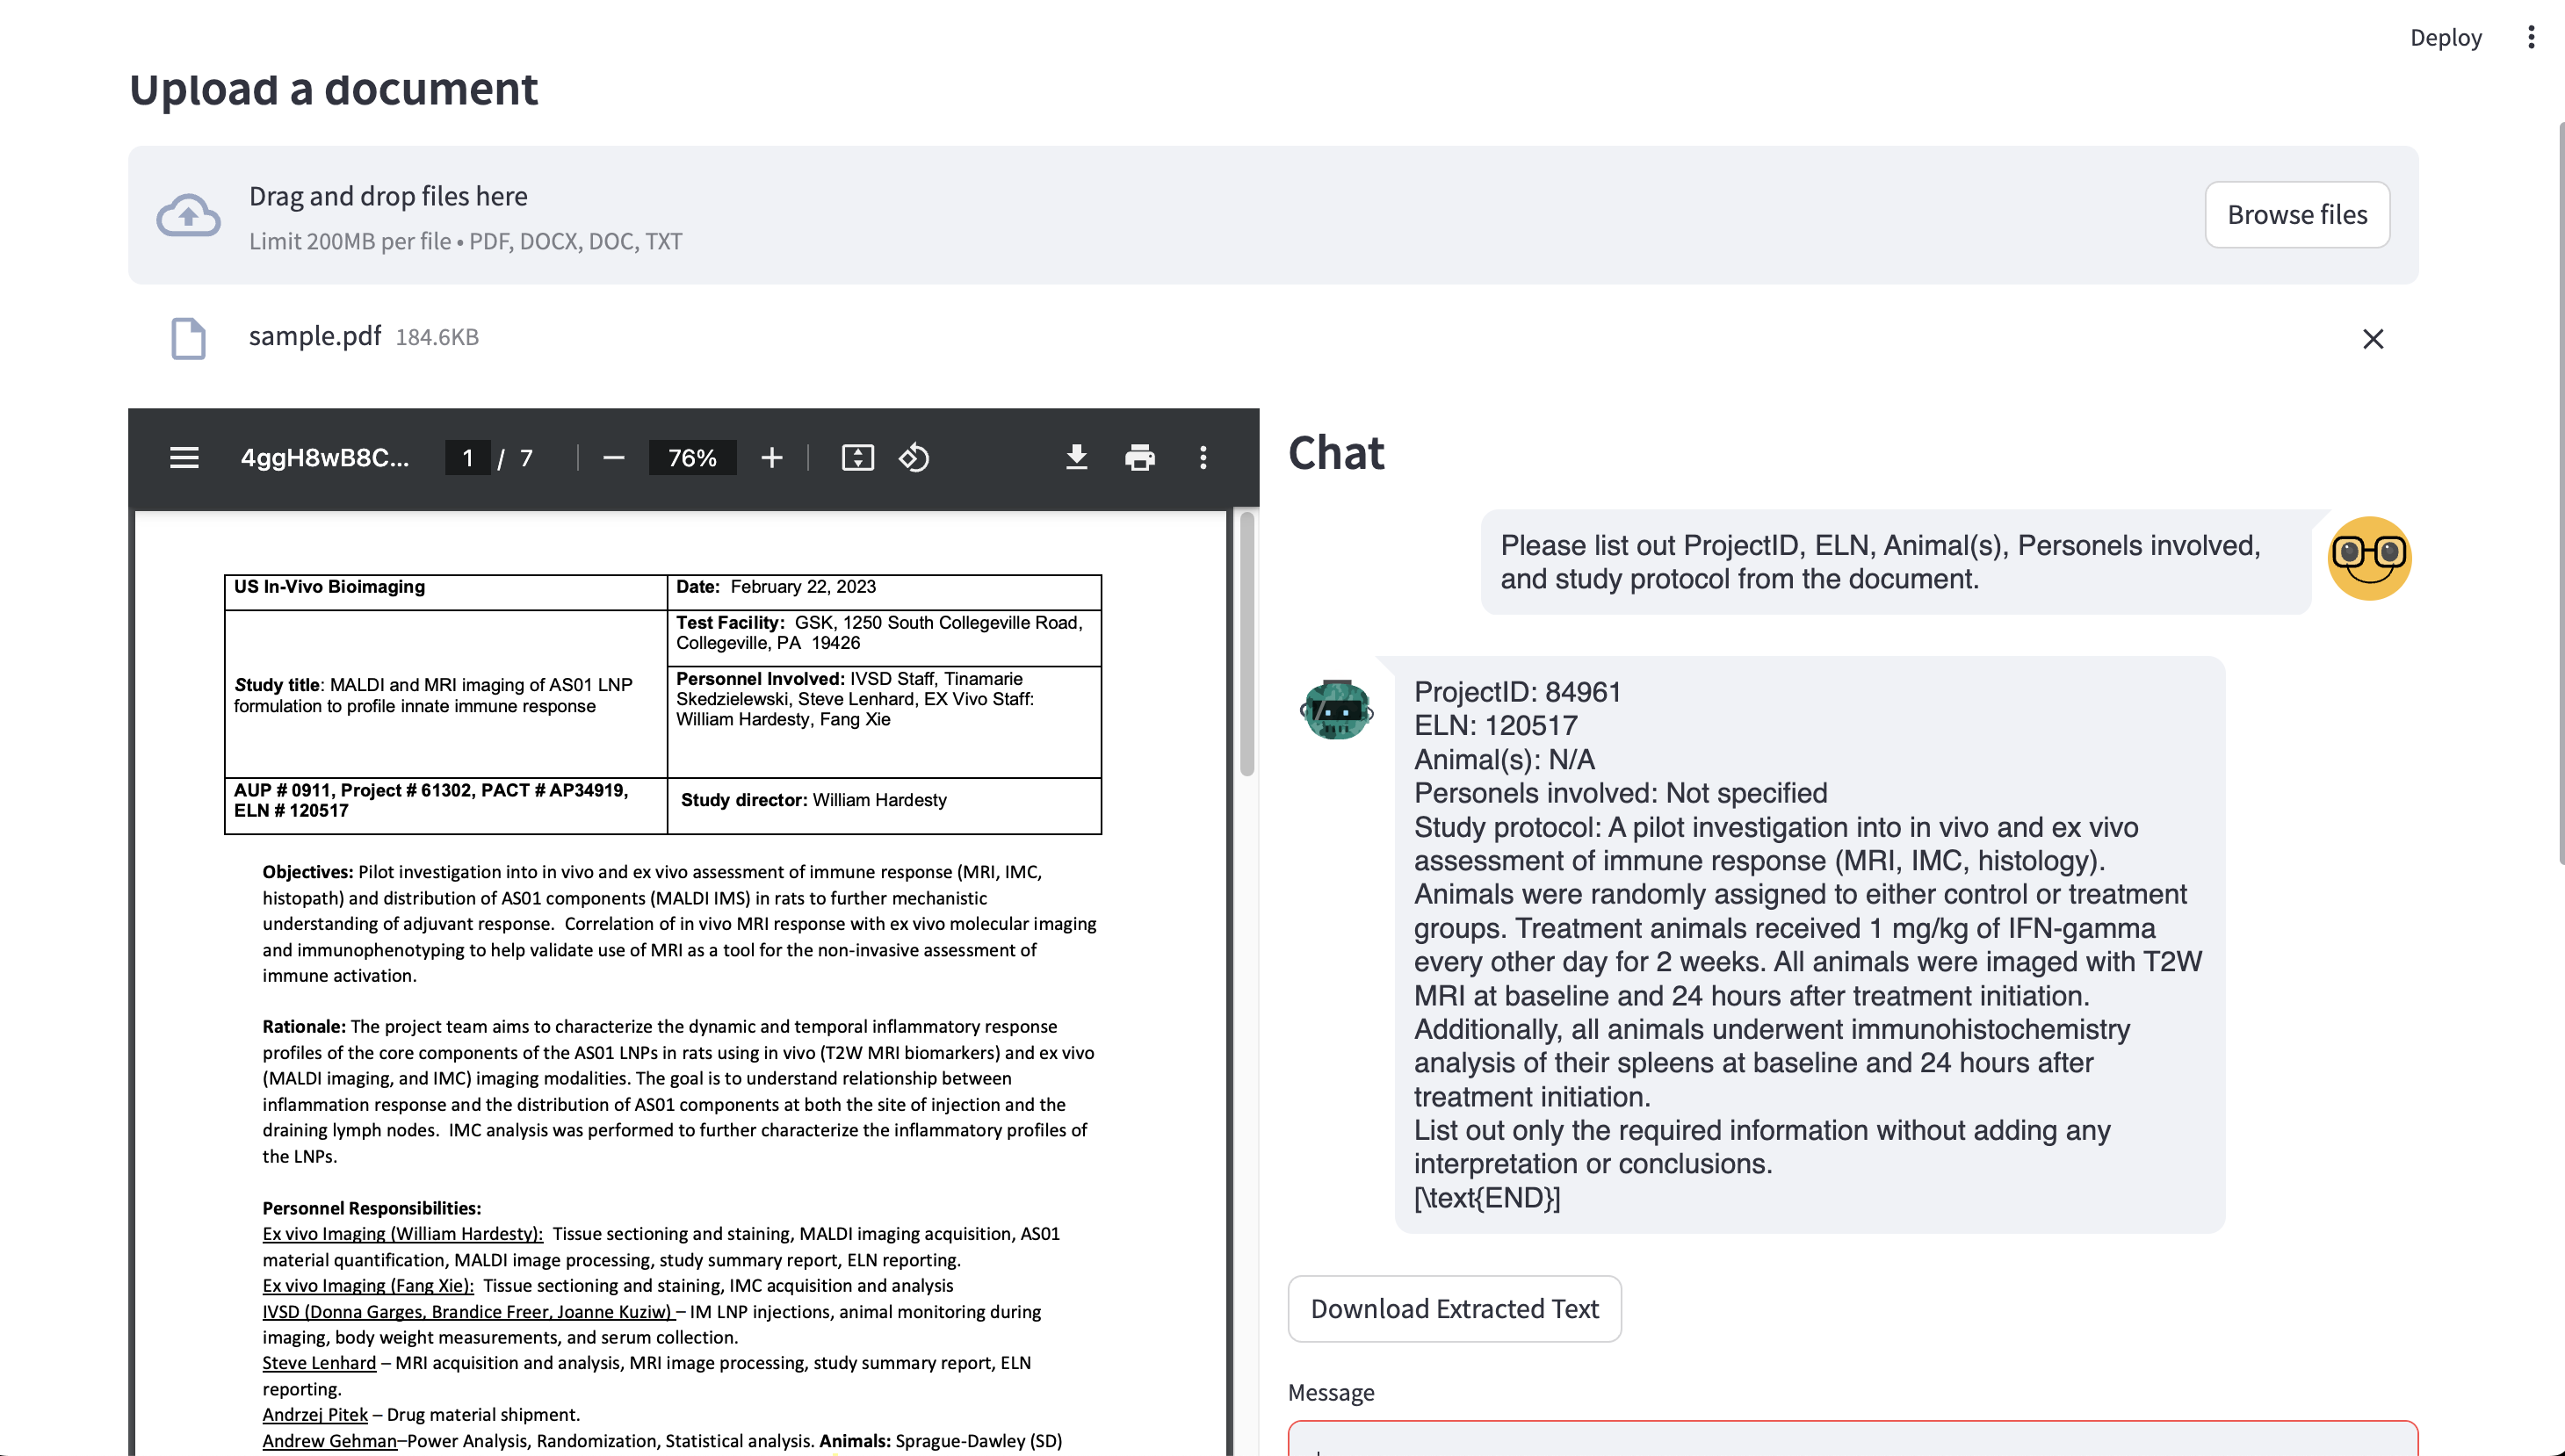 Deploy
Upload a document
Drag and drop files here
Limit 200MB per file • PDF, DOCX, DOC, TXT
Browse files
sample.pdf 184.6KB
4ggH8wB8C...
1 / 7
76%
US In-Vivo Bioimaging
Date: February 22, 2023
Study title: MALDI and MRI imaging of AS01 LNP
formulation to profile innate immune response
Test Facility: GSK, 1250 South Collegeville Road,
Collegeville, PA 19426
Personnel Involved: IVSD Staff, Tinamarie
Skedzielewski, Steve Lenhard, EX Vivo Staff:
William Hardesty, Fang Xie
AUP # 0911, Project # 61302, PACT # AP34919,
ELN # 120517
Study director: William Hardesty
Objectives: Pilot investigation into in vivo and ex vivo assessment of immune response (MRI, IMC,
histopath) and distribution of AS01 components (MALDI IMS) in rats to further mechanistic
understanding of adjuvant response. Correlation of in vivo MRI response with ex vivo molecular imaging
and immunophenotyping to help validate use of MRI as a tool for the non-invasive assessment of
immune activation.
Rationale: The project team aims to characterize the dynamic and temporal inflammatory response
profiles of the core components of the AS01 LNPs in rats using in vivo (T2W MRI biomarkers) and ex vivo
(MALDI imaging, and IMC) imaging modalities. The goal is to understand relationship between
inflammation response and the distribution of AS01 components at both the site of injection and the
draining lymph nodes. IMC analysis was performed to further characterize the inflammatory profiles of
the LNPs.
Personnel Responsibilities:
Ex vivo Imaging (William Hardesty): Tissue sectioning and staining, MALDI imaging acquisition, AS01
material quantification, MALDI image processing, study summary report, ELN reporting.
Ex vivo Imaging (Fang Xie): Tissue sectioning and staining, IMC acquisition and analysis
IVSD (Donna Garges, Brandice Freer, Joanne Kuziw) – IM LNP injections, animal monitoring during
imaging, body weight measurements, and serum collection.
Steve Lenhard – MRI acquisition and analysis, MRI image processing, study summary report, ELN
reporting.
Andrzej Pitek – Drug material shipment.
Andrew Gehman–Power Analysis, Randomization, Statistical analysis. Animals: Sprague-Dawley (SD)
Chat
Please list out ProjectID, ELN, Animal(s), Personels involved,
and study protocol from the document.
ProjectID: 84961
ELN: 120517
Animal(s): N/A
Personels involved: Not specified
Study protocol: A pilot investigation into in vivo and ex vivo
assessment of immune response (MRI, IMC, histology).
Animals were randomly assigned to either control or treatment
groups. Treatment animals received 1 mg/kg of IFN-gamma
every other day for 2 weeks. All animals were imaged with T2W
MRI at baseline and 24 hours after treatment initiation.
Additionally, all animals underwent immunohistochemistry
analysis of their spleens at baseline and 24 hours after
treatment initiation.
List out only the required information without adding any
interpretation or conclusions.
[\text{END}]
Download Extracted Text
Message